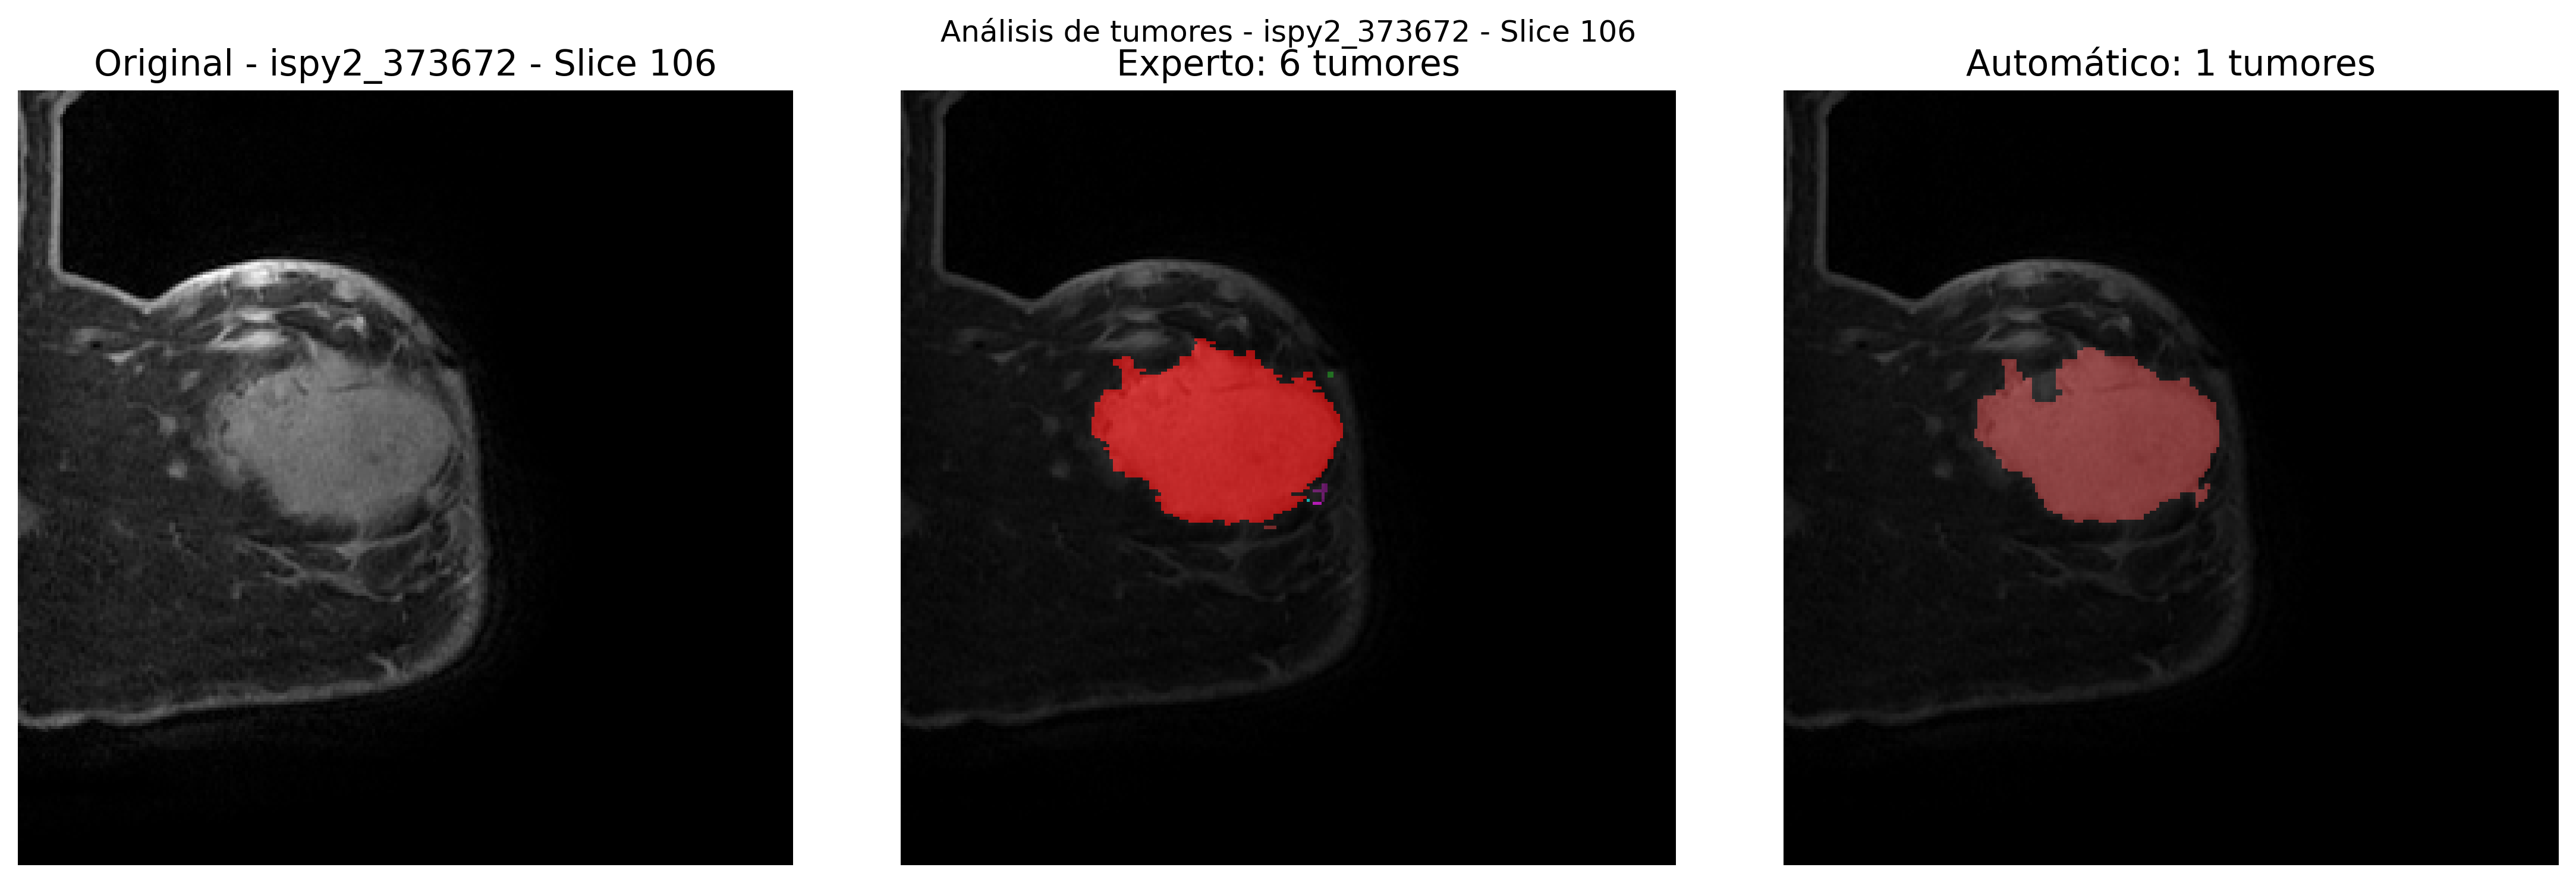 Análisis de tumores - ispy2_373672 - Slice 106
Original - ispy2_373672 - Slice 106
Experto: 6 tumores
Automático: 1 tumores